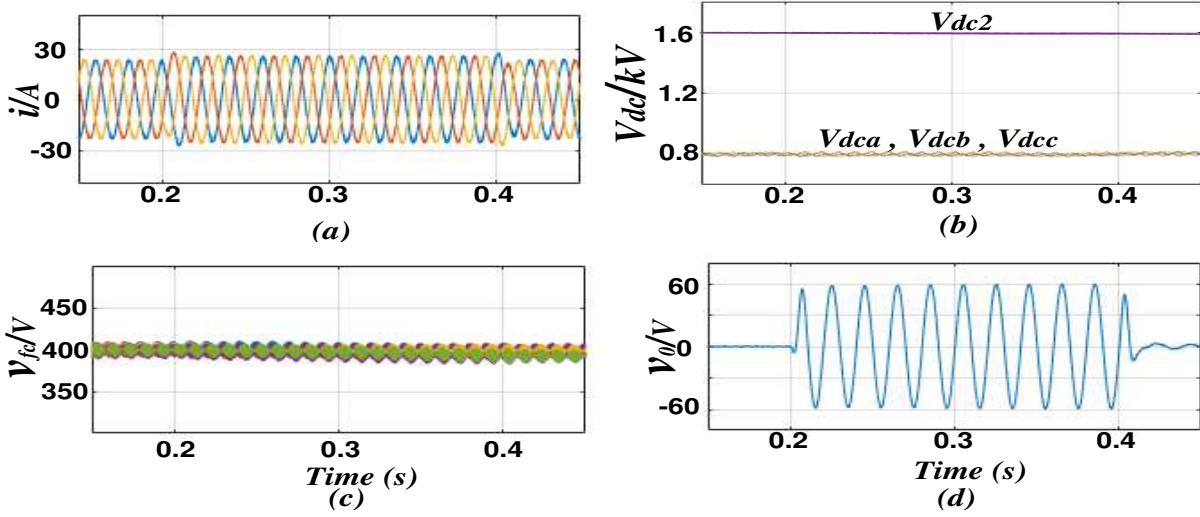 i/A
30
0
-30
0.2
0.3
0.4
(a)
Vdc/kV
1.6
1.2
0.8
Vdc2
Vdca , Vdcb , Vdcc
0.2
0.3
0.4
(b)
vfc/V
450
400
350
0.2
0.3
0.4
Time (s)
(c)
v0/V
60
0
-60
0.2
0.3
0.4
Time (s)
(d)